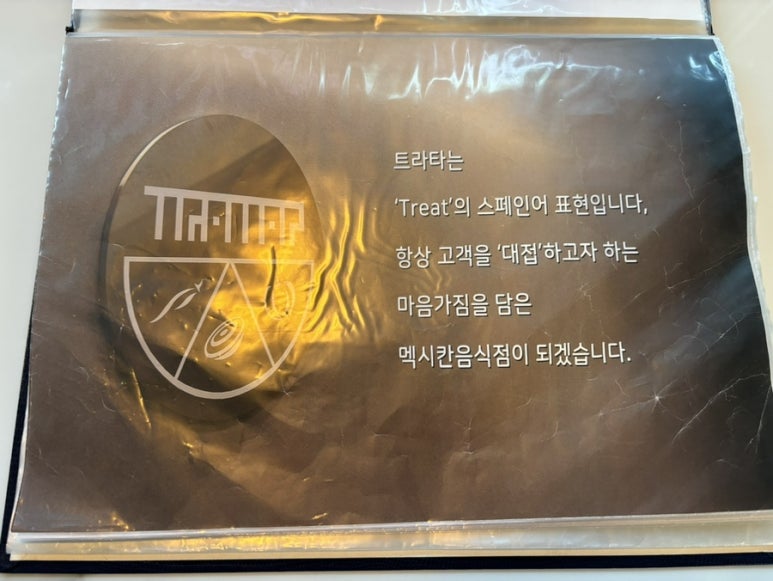 트라타는
‘Treat’의 스페인어 표현입니다,
항상 고객을 ‘대접’하고자 하는
마음가짐을 담은
멕시칸음식점이 되겠습니다.